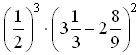 (1/2)³ · (3 1/3 − 2 8/9)²